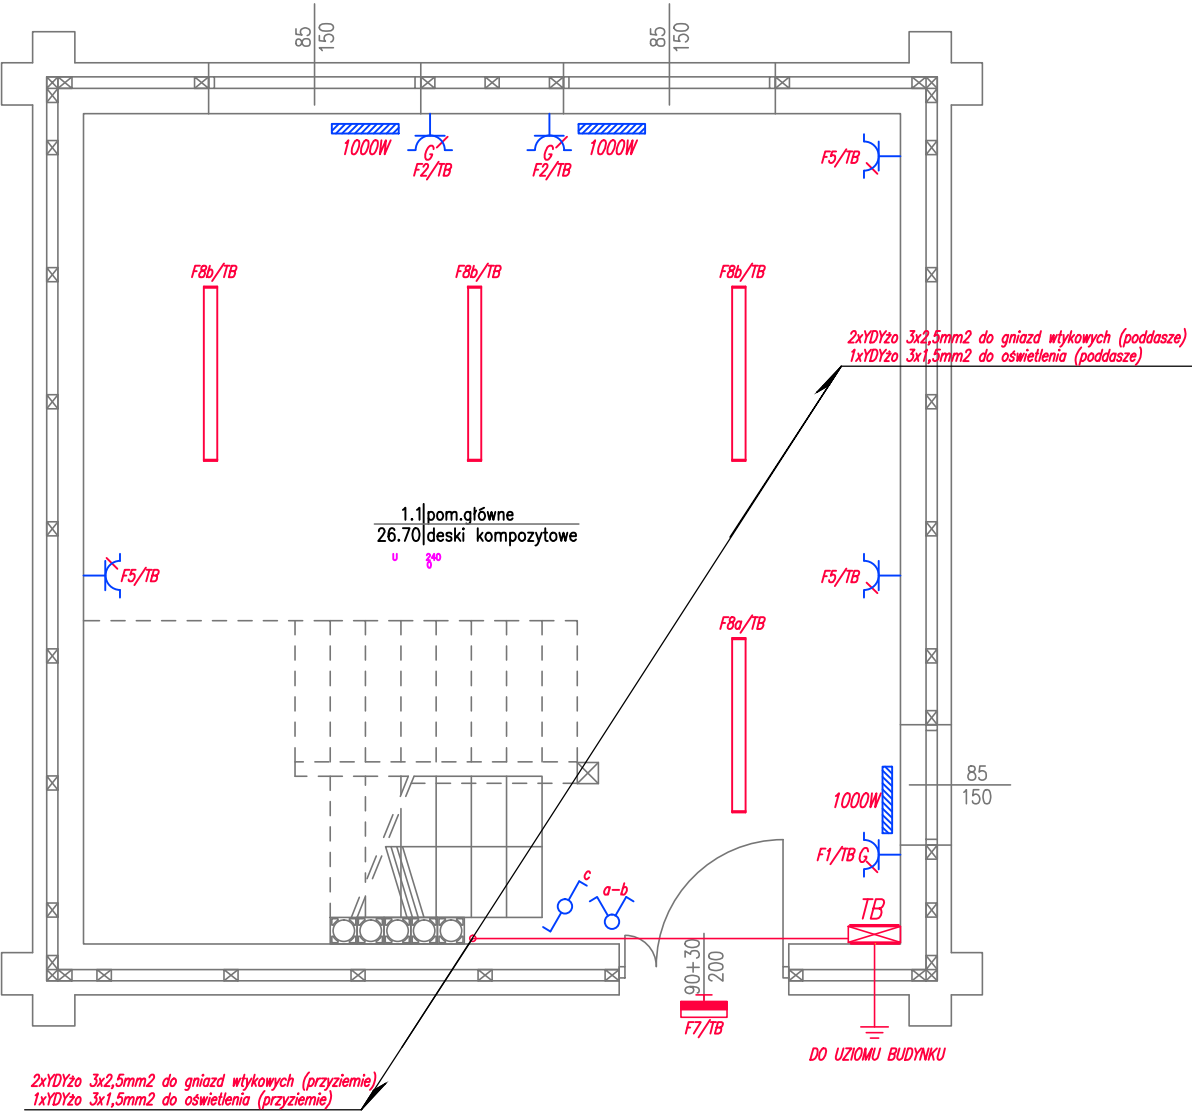 85
150
85
150
1000W
G
F2/TB
G
F2/TB
1000W
F5/TB
F8b/TB
F8b/TB
F8b/TB
2xYDYżo 3x2,5mm2 do gniazd wtykowych (poddasze)
1xYDYżo 3x1,5mm2 do oświetlenia (poddasze)
1.1 pom.główne
26.70 deski kompozytowe
U 240
0
F5/TB
F5/TB
F8a/TB
85
150
1000W
F1/TB G
c
a-b
TB
90+30
200
F7/TB
DO UZIOMU BUDYNKU
2xYDYżo 3x2,5mm2 do gniazd wtykowych (przyziemie)
1xYDYżo 3x1,5mm2 do oświetlenia (przyziemie)